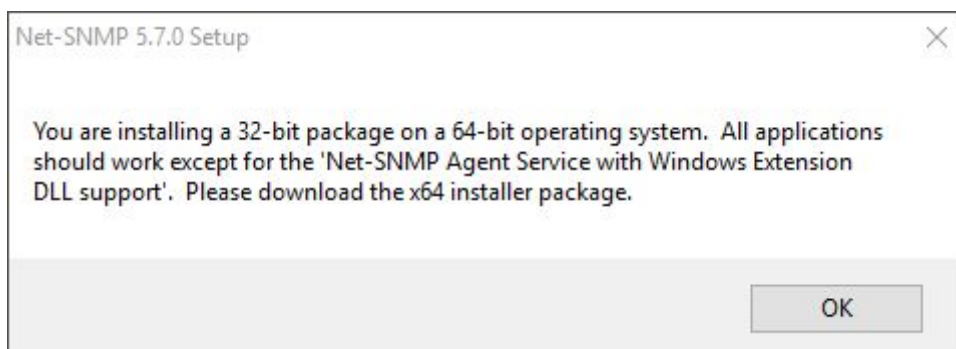 Net-SNMP 5.7.0 Setup
You are installing a 32-bit package on a 64-bit operating system.  All applications
should work except for the 'Net-SNMP Agent Service with Windows Extension
DLL support'.  Please download the x64 installer package.
OK